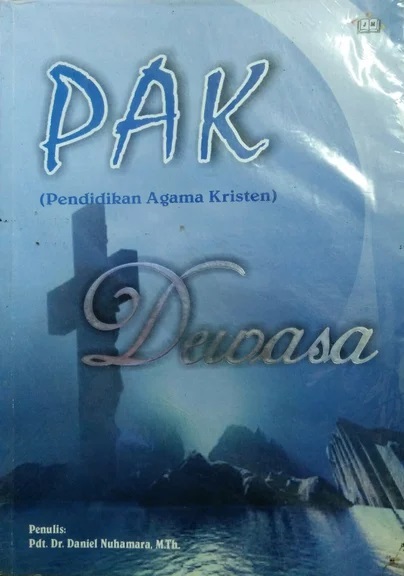 PAK
(Pendidikan Agama Kristen)
Dewasa
Penulis:
Pdt. Dr. Daniel Nuhamara, M.Th.